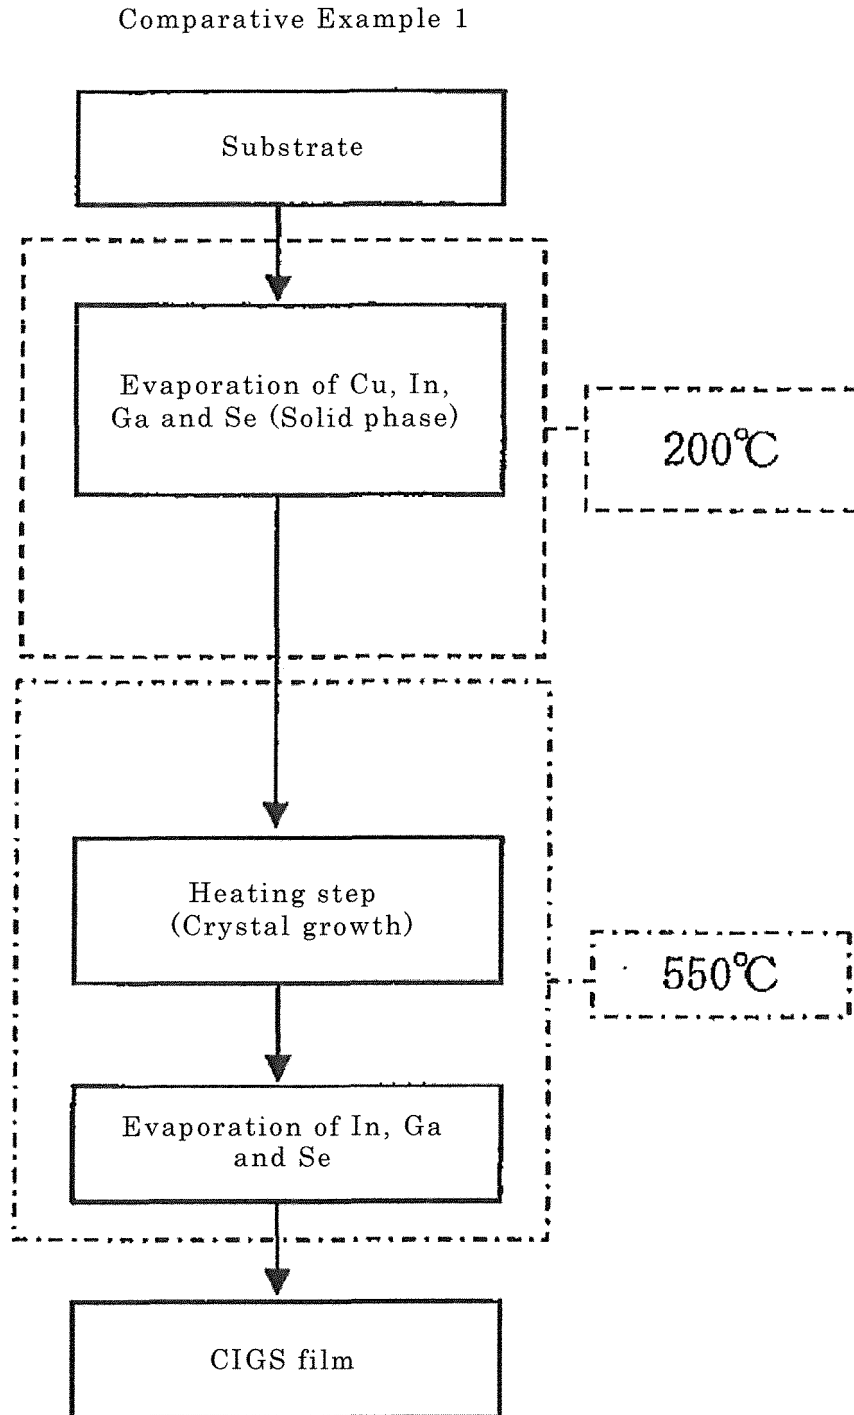 Comparative Example 1
Substrate
Evaporation of Cu, In,
Ga and Se (Solid phase)
200℃
Heating step
(Crystal growth)
550℃
Evaporation of In, Ga
and Se
CIGS film